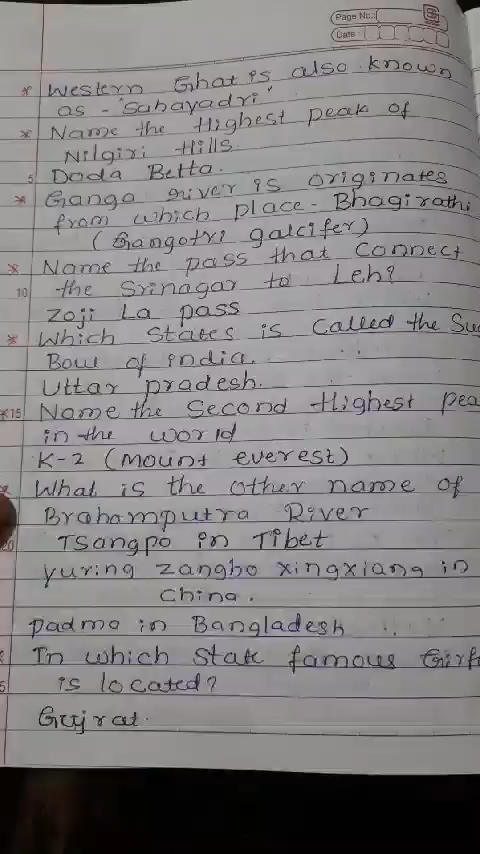 Page No.:
Date:
* Western Ghat is also known
as - 'Sahayadri'
* Name the Highest peak of
Nilgiri Hills.
5 Doda Betta.
* Ganga river is originates
from which place - Bhagirathi
(Gangotri galcifer)
* Name the pass that connect
10 the Srinagar to Leh?
Zoji La pass
* Which States is called the
Bowl of india.
Uttar pradesh.
*15 Name the Second Highest
in the world
K-2 (Mount everest)
What is the other name of
Brahamputra River
20 Tsangpo in Tibet
yuring zangbo xingxiang in
China.
Padma in Bangladesh
In which State famous
is located?
Gujrat.